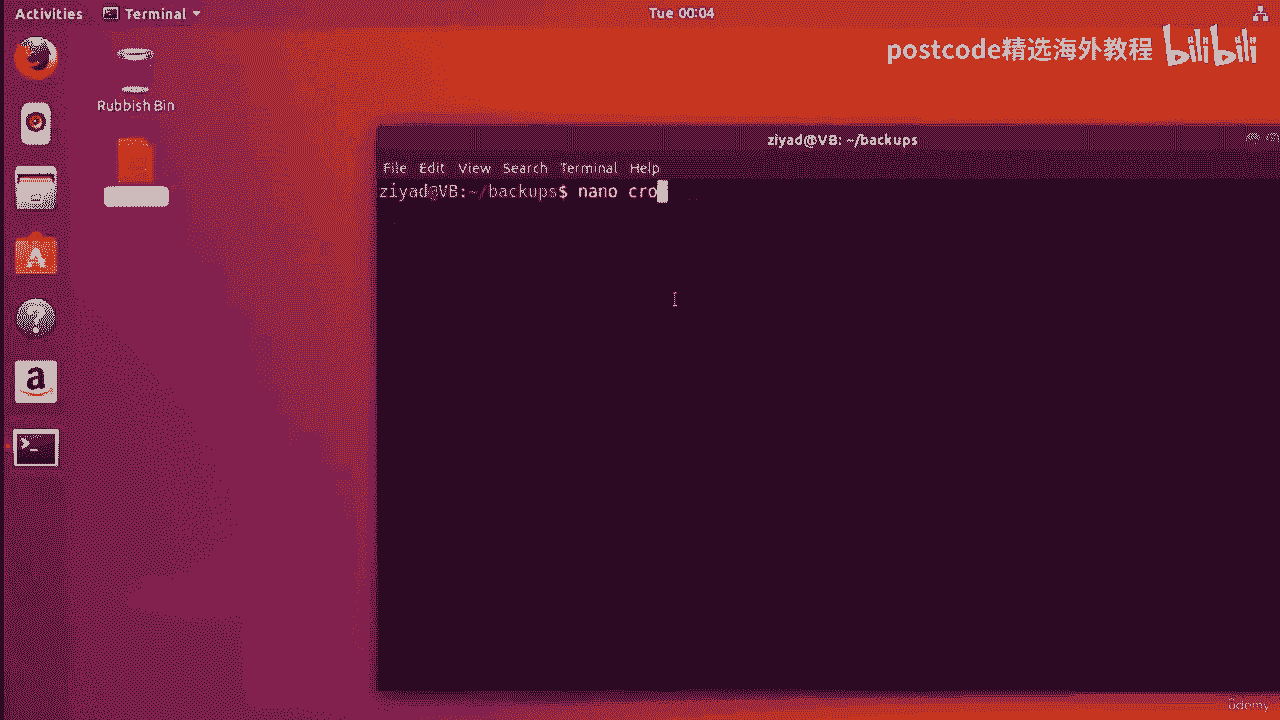 Activities Terminal Tue 00:04
postcode精选海外教程 bilibili
Rubbish Bin
ziyad@VB: ~/backups
File Edit View Search Terminal Help
ziyad@VB:~/backups$ nano cro
ûdemy